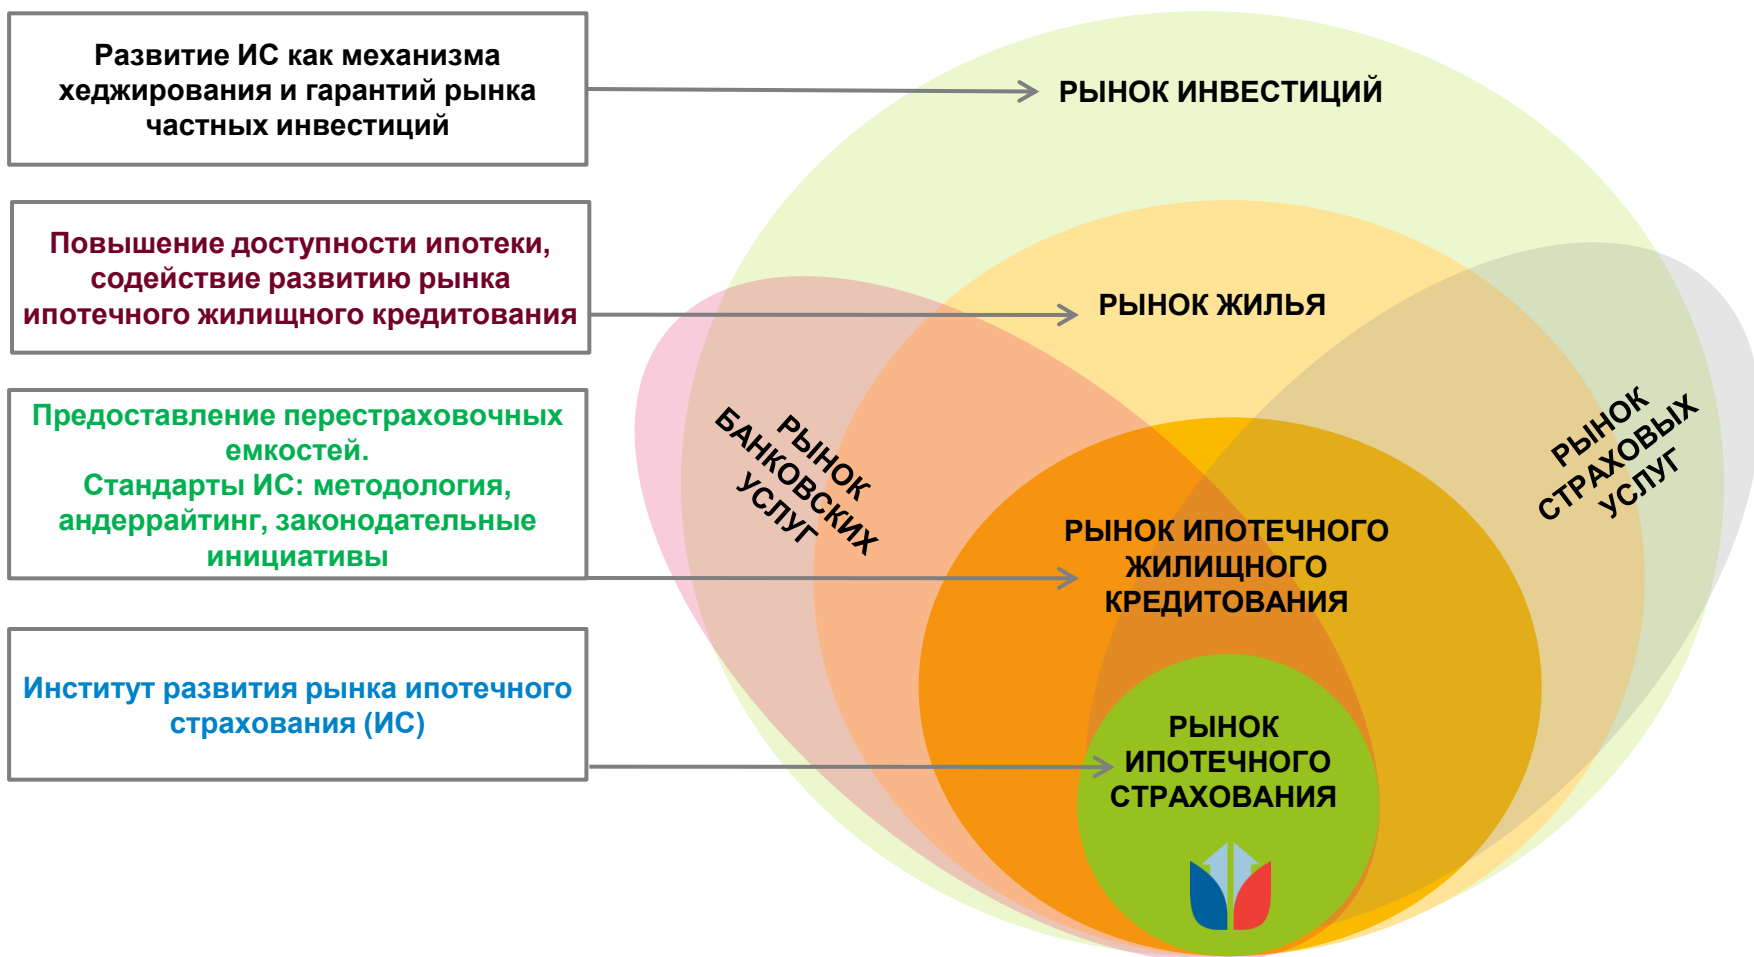 Развитие ИС как механизма
хеджирования и гарантий рынка
частных инвестиций
РЫНОК ИНВЕСТИЦИЙ
Повышение доступности ипотеки,
содействие развитию рынка
ипотечного жилищного кредитования
РЫНОК ЖИЛЬЯ
Предоставление перестраховочных
емкостей.
Стандарты ИС: методология,
андеррайтинг, законодательные
инициативы
РЫНОК
БАНКОВСКИХ
УСЛУГ
РЫНОК
СТРАХОВЫХ
УСЛУГ
РЫНОК ИПОТЕЧНОГО
ЖИЛИЩНОГО
КРЕДИТОВАНИЯ
Институт развития рынка ипотечного
страхования (ИС)
РЫНОК
ИПОТЕЧНОГО
СТРАХОВАНИЯ